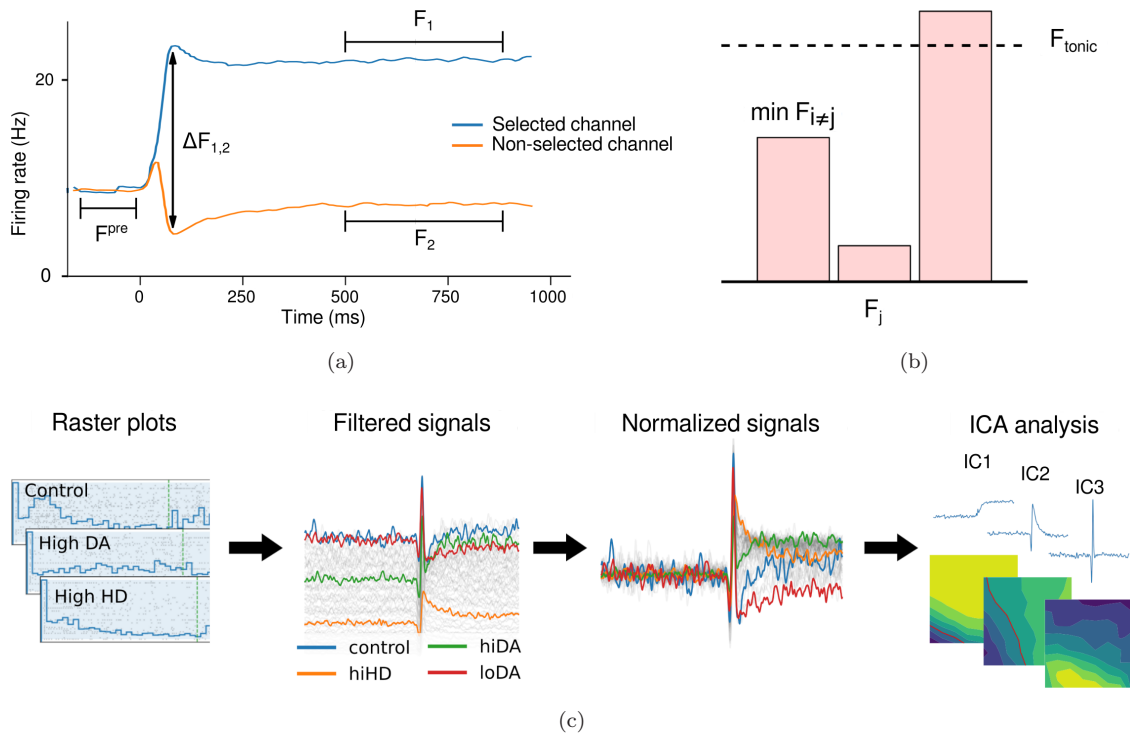 F1
20
Firing rate (Hz)
ΔF1,2
Selected channel
Non-selected channel
Fpre
F2
0
0
250
500
750
1000
Time (ms)
(a)
Ftonic
min Fi≠j
Fj
(b)
Raster plots
Filtered signals
Normalized signals
ICA analysis
Control
High DA
High HD
control
hiDA
hiHD
loDA
IC1
IC2
IC3
(c)